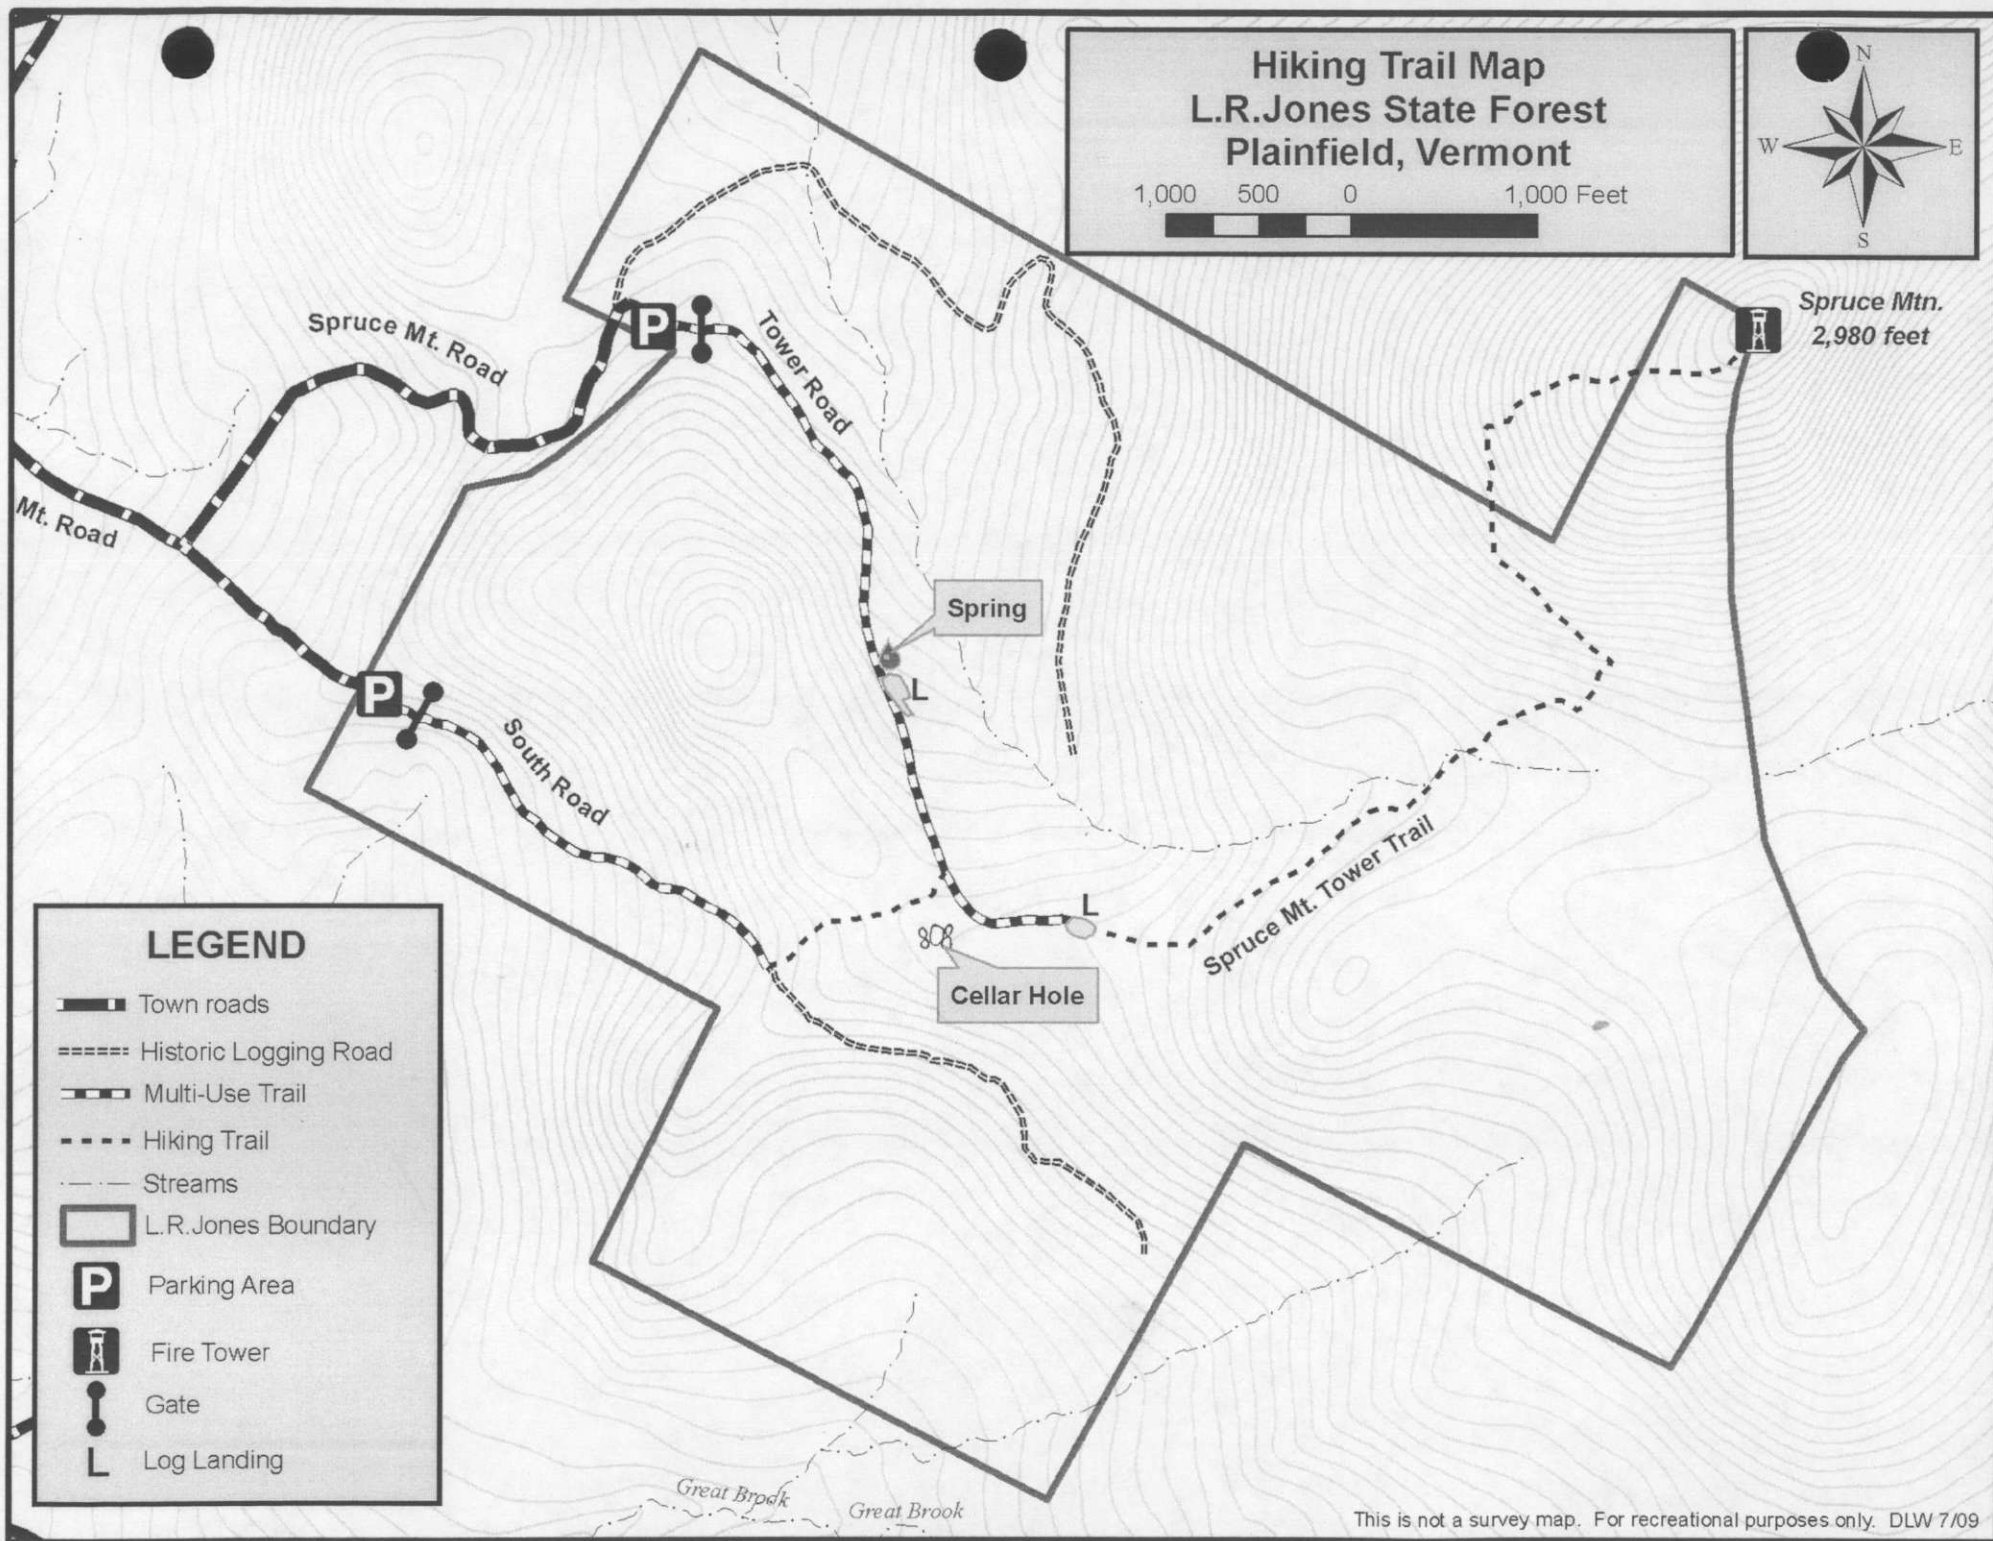 Hiking Trail Map
L.R.Jones State Forest
Plainfield, Vermont
1,000 500 0 1,000 Feet
N
W E
S
Spruce Mtn.
2,980 feet
Spruce Mt. Road
P
Tower Road
Mt. Road
Spring
L
P
South Road
L
Spruce Mt. Tower Trail
Cellar Hole
LEGEND
Town roads
Historic Logging Road
Multi-Use Trail
Hiking Trail
Streams
L.R.Jones Boundary
P Parking Area
Fire Tower
Gate
L Log Landing
Great Brook
Great Brook
This is not a survey map. For recreational purposes only. DLW 7/09